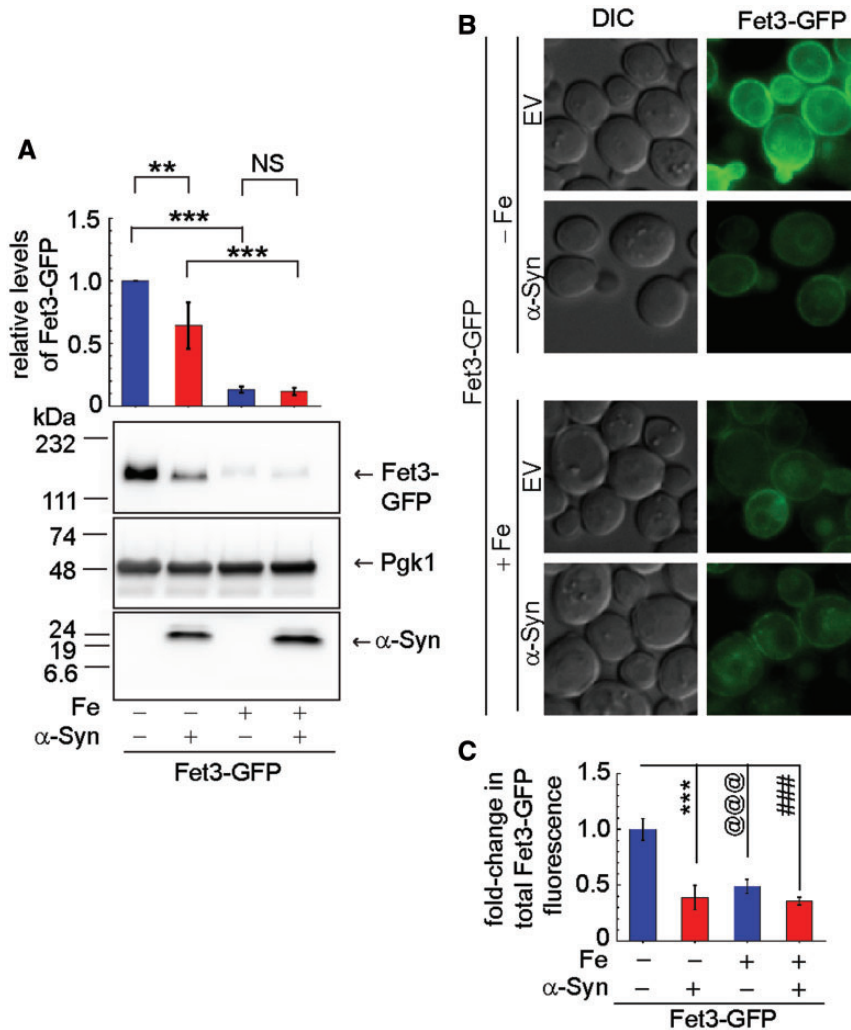 A
**
NS
***
***
relative levels
of Fet3-GFP
1.0
0.5
0
kDa
232
111
← Fet3-
GFP
74
48
← Pgk1
24
19
6.6
← α-Syn
Fe − − + +
α-Syn − + − +
Fet3-GFP
B
DIC Fet3-GFP
Fet3-GFP
− Fe
EV
α-Syn
+ Fe
EV
α-Syn
C
fold-change in
total Fet3-GFP
fluorescence
1.5
1.0
0.5
0
***
@@@
###
Fe − − + +
α-Syn − + − +
Fet3-GFP